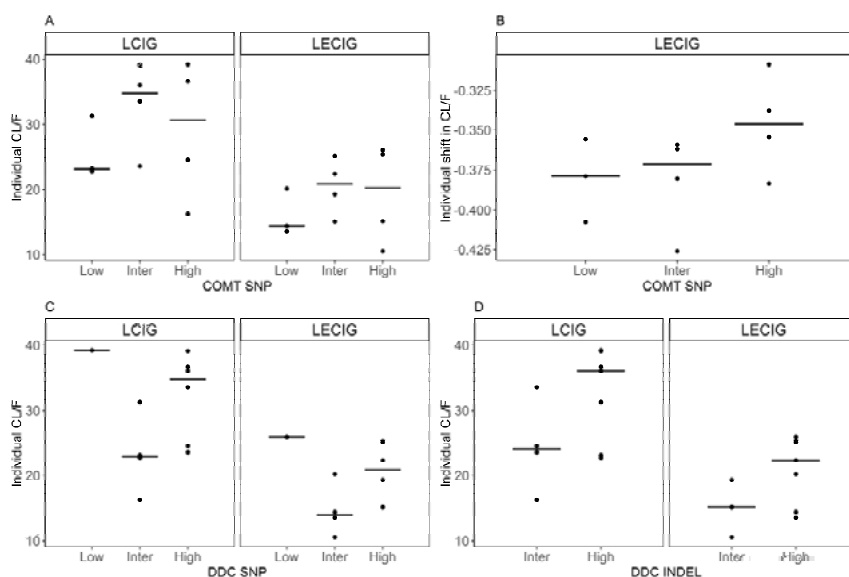 A
LCIG
LECIG
Individual CL/F
40
30
20
10
Low Inter High
Low Inter High
COMT SNP
B
LECIG
Individual shift in CL/F
-0.325
-0.350
-0.375
-0.400
-0.425
Low Inter High
COMT SNP
C
LCIG
LECIG
Individual CL/F
40
30
20
10
Low Inter High
Low Inter High
DDC SNP
D
LCIG
LECIG
Individual CL/F
40
30
20
10
Inter High
Inter High
DDC INDEL